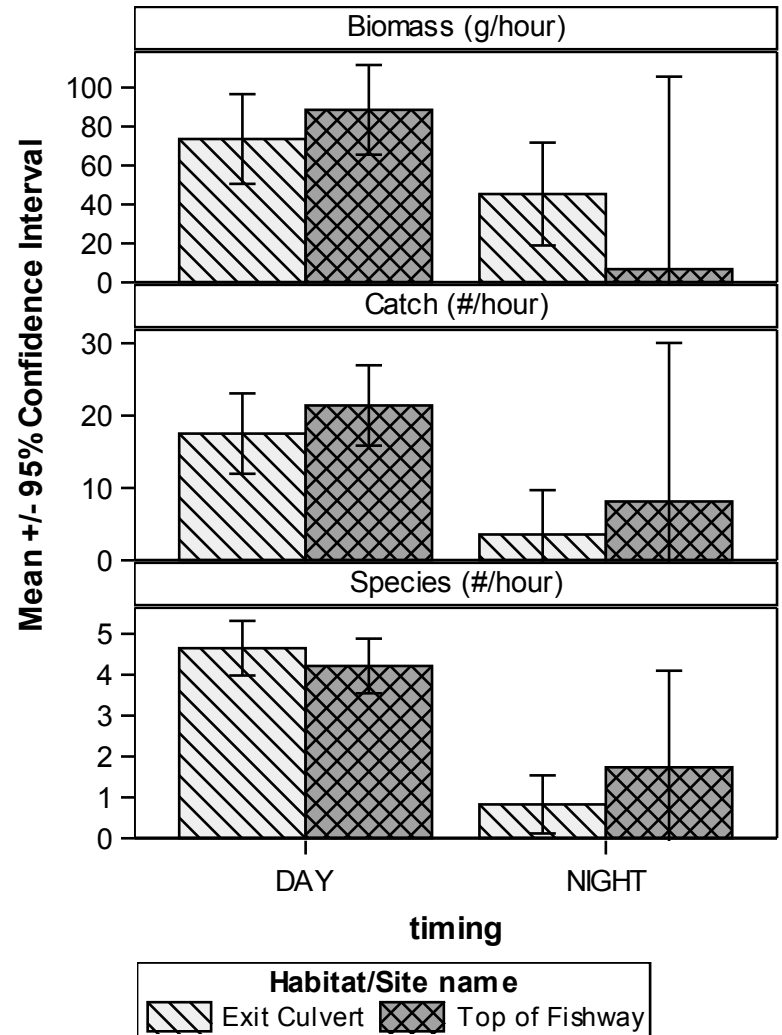 Biomass (g/hour)
100
80
60
40
20
0
Catch (#/hour)
30
20
10
0
Species (#/hour)
5
4
3
2
1
0
Mean +/- 95% Confidence Interval
DAY NIGHT
timing
Habitat/Site name
Exit Culvert Top of Fishway